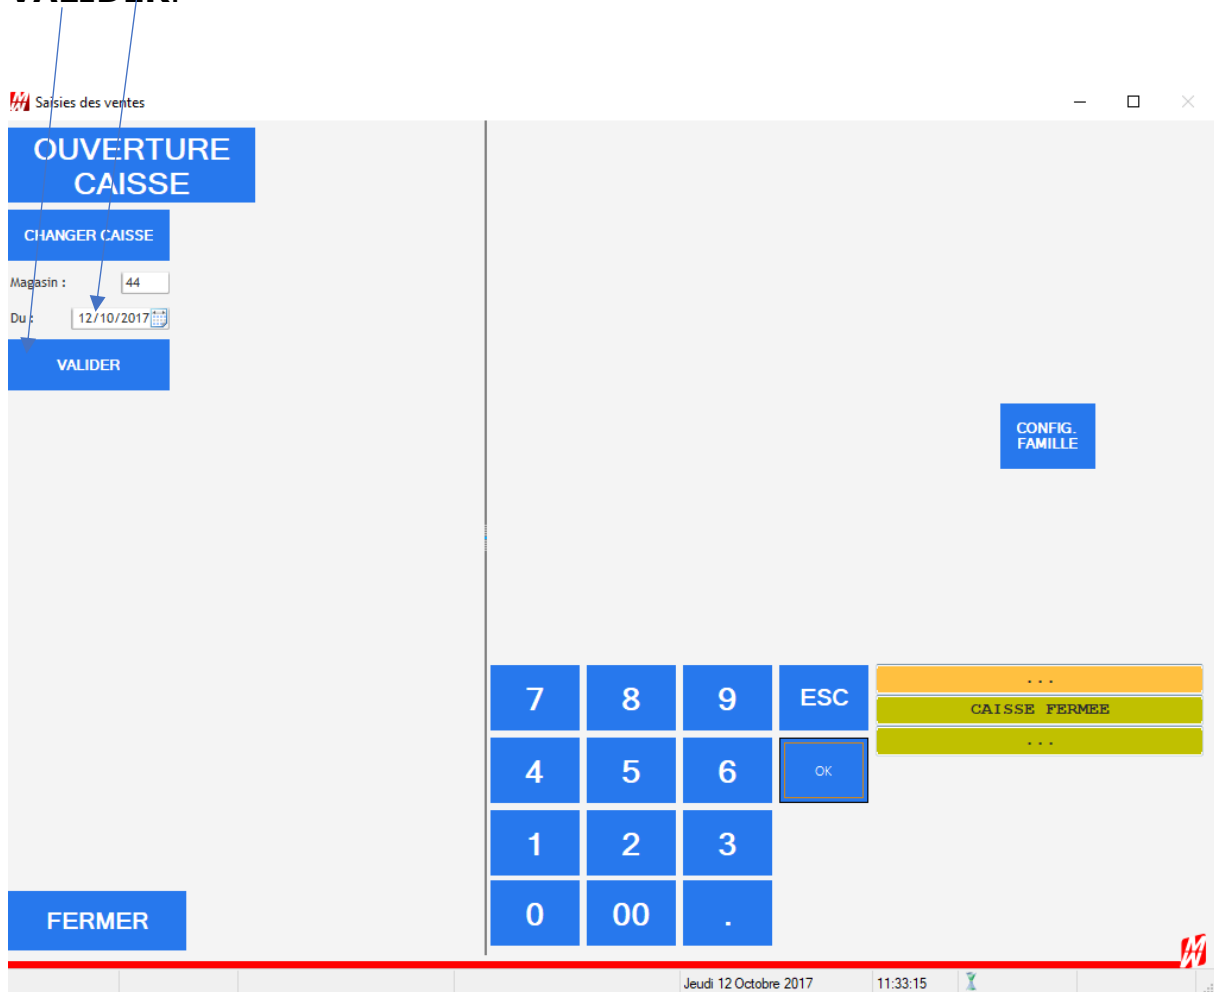 VALIDER.
Saisies des ventes
OUVERTURE
CAISSE
CHANGER CAISSE
Magasin :
44
Du :
12/10/2017
VALIDER
CONFIG.
FAMILLE
7
8
9
ESC
...
CAISSE FERMEE
...
4
5
6
OK
1
2
3
0
00
.
FERMER
Jeudi 12 Octobre 2017
11:33:15